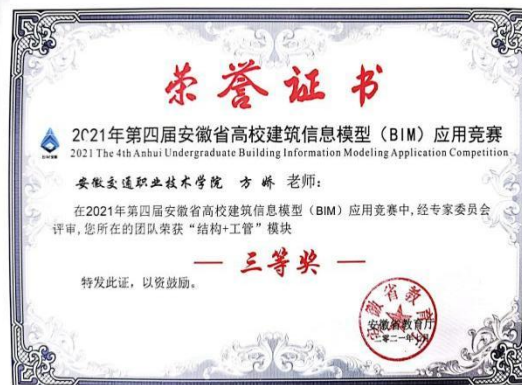 荣誉证书
2021年第四届安徽省高校建筑信息模型（BIM）应用竞赛
2021 The 4th Anhui Undergraduate Building Information Modeling Application Competition
安徽交通职业技术学院 方娇 老师：
在2021年第四届安徽省高校建筑信息模型（BIM）应用竞赛中,经专家委员会
评审,您所在的团队荣获“结构+工管”模块
— 三等奖 —
特发此证，以资鼓励。
安徽省教育厅